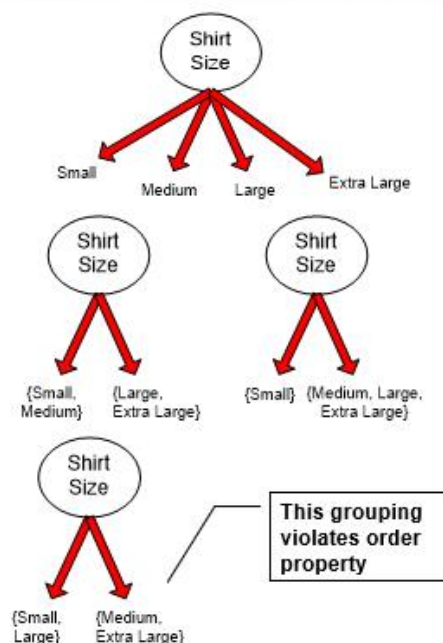 Shirt
Size
Small
Medium
Large
Extra Large
Shirt
Size
{Small,
Medium}
{Large,
Extra Large}
Shirt
Size
{Small}
{Medium, Large,
Extra Large}
Shirt
Size
{Small,
Large}
{Medium,
Extra Large}
This grouping
violates order
property